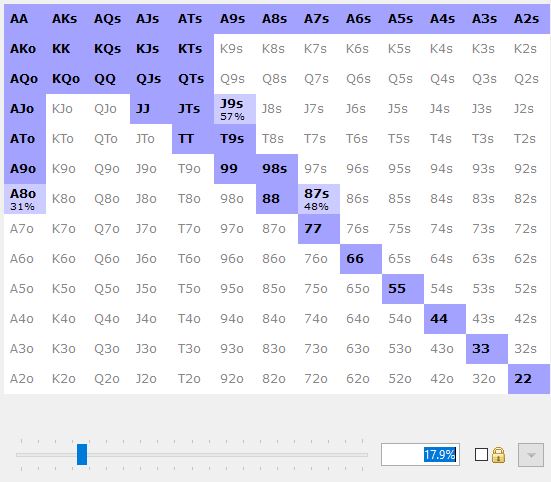 AA AKs AQs AJs ATs A9s A8s A7s A6s A5s A4s A3s A2s
AKo KK KQs KJs KTs K9s K8s K7s K6s K5s K4s K3s K2s
AQo KQo QQ QJs QTs Q9s Q8s Q7s Q6s Q5s Q4s Q3s Q2s
AJo KJo QJo JJ JTs J9s J8s J7s J6s J5s J4s J3s J2s
57%
ATo KTo QTo JTo TT T9s T8s T7s T6s T5s T4s T3s T2s
A9o K9o Q9o J9o T9o 99 98s 97s 96s 95s 94s 93s 92s
A8o K8o Q8o J8o T8o 98o 88 87s 86s 85s 84s 83s 82s
31% 48%
A7o K7o Q7o J7o T7o 97o 87o 77 76s 75s 74s 73s 72s
A6o K6o Q6o J6o T6o 96o 86o 76o 66 65s 64s 63s 62s
A5o K5o Q5o J5o T5o 95o 85o 75o 65o 55 54s 53s 52s
A4o K4o Q4o J4o T4o 94o 84o 74o 64o 54o 44 43s 42s
A3o K3o Q3o J3o T3o 93o 83o 73o 63o 53o 43o 33 32s
A2o K2o Q2o J2o T2o 92o 82o 72o 62o 52o 42o 32o 22
17.9%